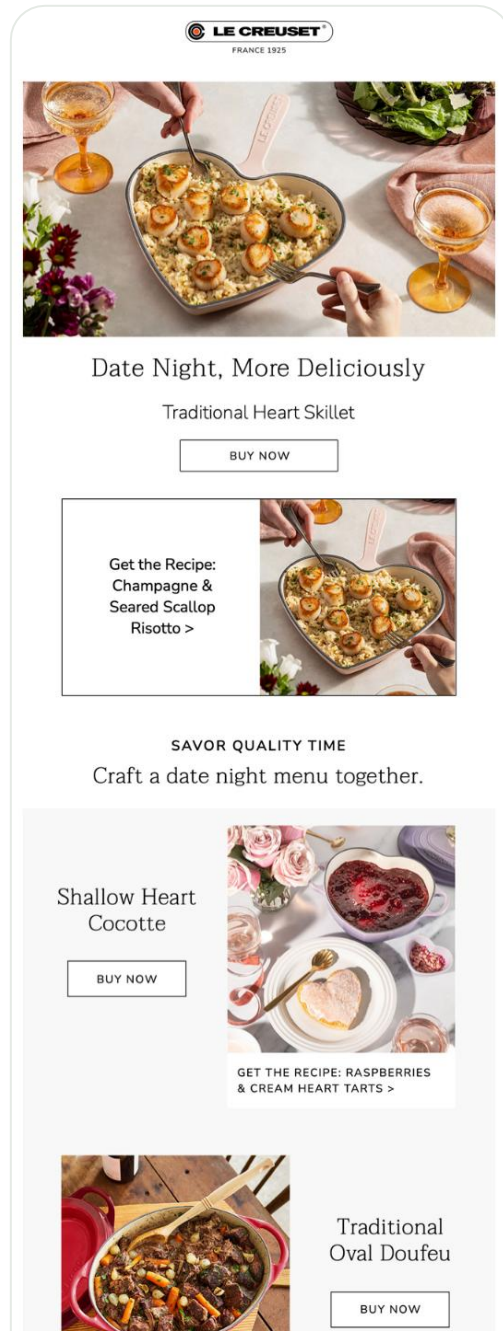 LE CREUSET®
FRANCE 1925
LE CREUSET
Date Night, More Deliciously
Traditional Heart Skillet
BUY NOW
Get the Recipe:
Champagne &
Seared Scallop
Risotto >
SAVOR QUALITY TIME
Craft a date night menu together.
Shallow Heart
Cocotte
BUY NOW
GET THE RECIPE: RASPBERRIES
& CREAM HEART TARTS >
Traditional
Oval Doufeu
BUY NOW